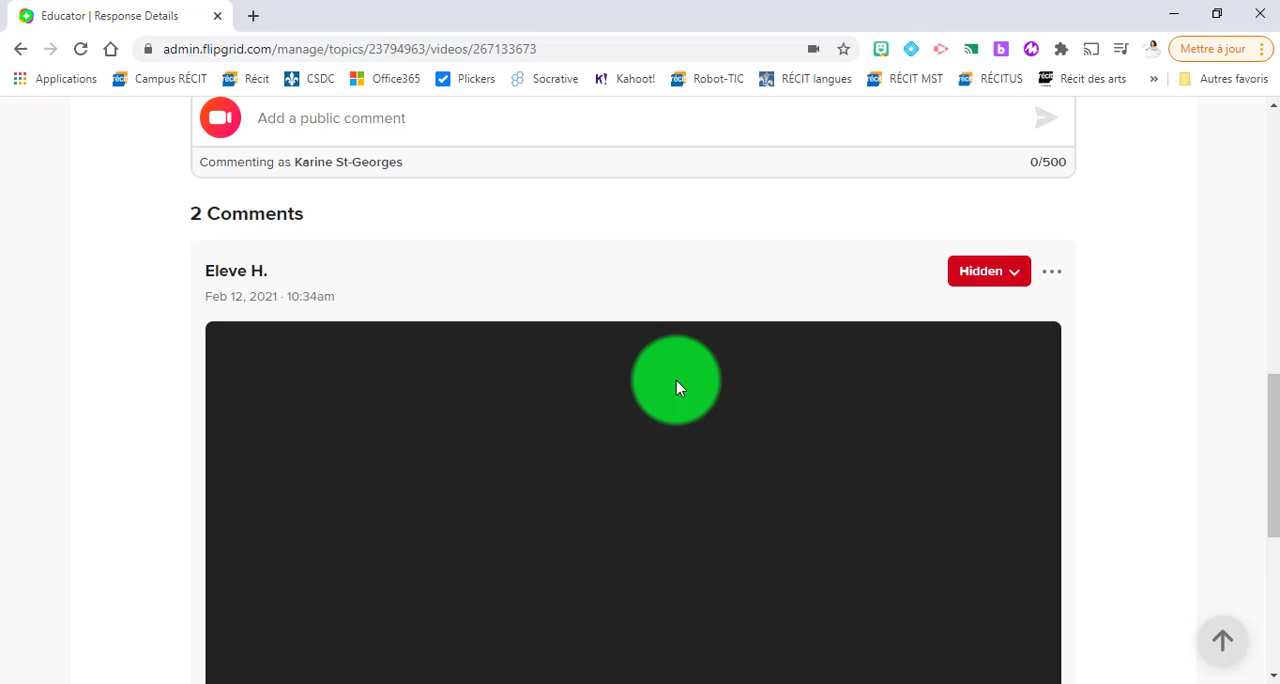 Educator | Response Details
admin.flipgrid.com/manage/topics/23794963/videos/267133673
Mettre à jour
Applications
Campus RÉCIT
Récit
CSDC
Office365
Plickers
Socrative
K! Kahoot!
Robot-TIC
RÉCIT langues
RÉCIT MST
RÉCITUS
Récit des arts
»
Autres favoris
Add a public comment
Commenting as Karine St-Georges
0/500
2 Comments
Eleve H.
Hidden
Feb 12, 2021 · 10:34am